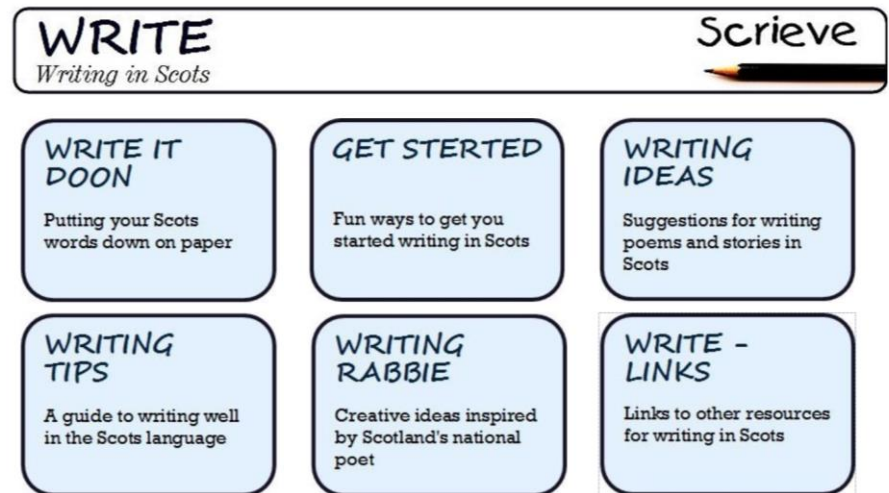 WRITE
Scrieve
Writing in Scots
WRITE IT
DOON
Putting your Scots
words down on paper
GET STERTED
Fun ways to get you
started writing in Scots
WRITING
IDEAS
Suggestions for writing
poems and stories in
Scots
WRITING
TIPS
A guide to writing well
in the Scots language
WRITING
RABBIE
Creative ideas inspired
by Scotland's national
poet
WRITE -
LINKS
Links to other resources
for writing in Scots